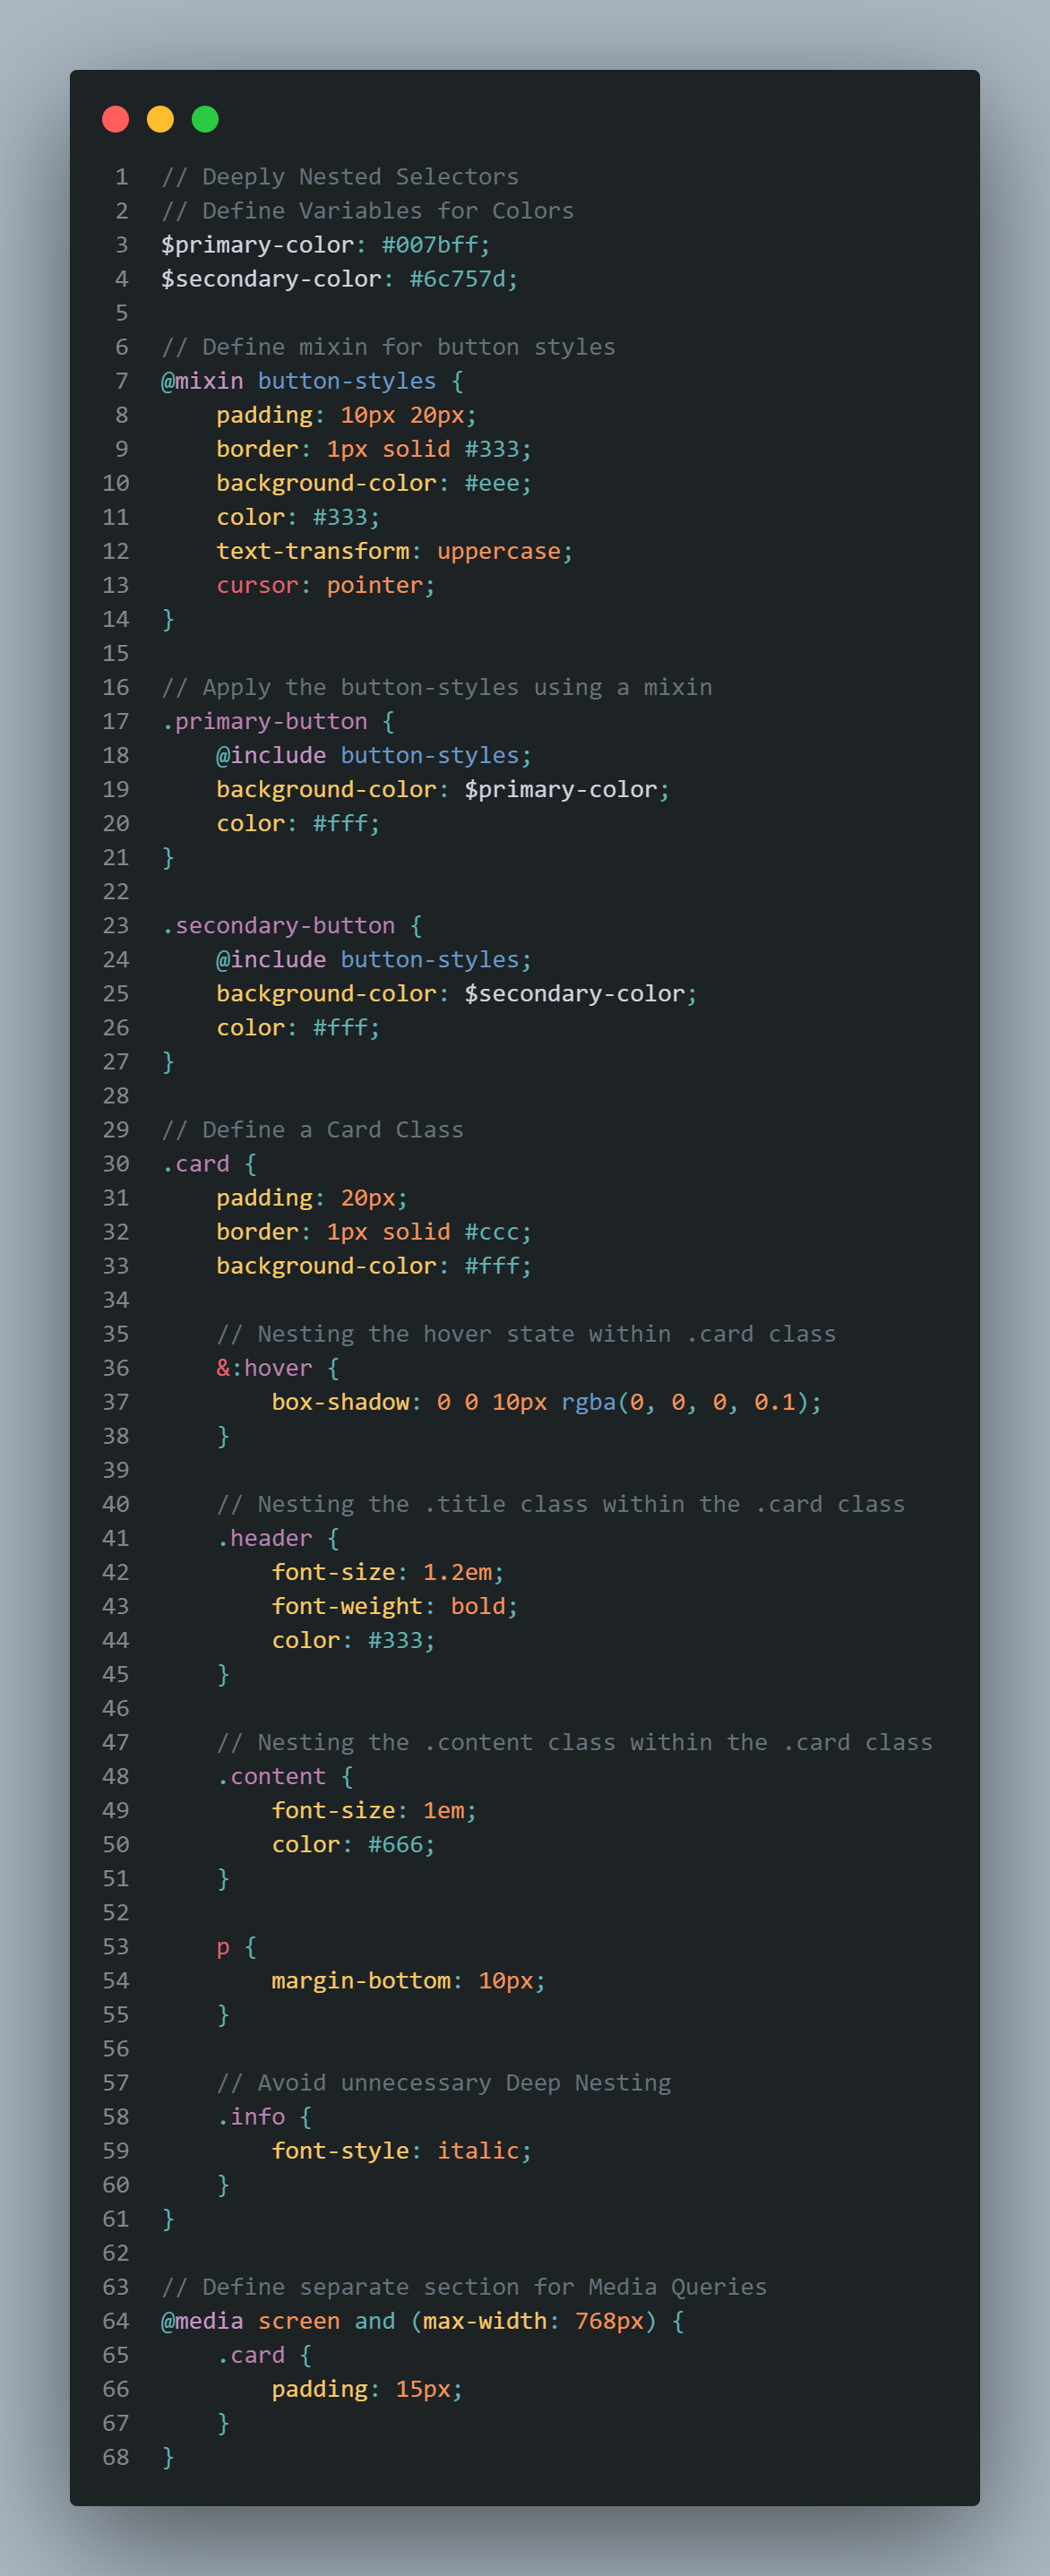 1 // Deeply Nested Selectors
2 // Define Variables for Colors
3 $primary-color: #007bff;
4 $secondary-color: #6c757d;
5
6 // Define mixin for button styles
7 @mixin button-styles {
8     padding: 10px 20px;
9     border: 1px solid #333;
10     background-color: #eee;
11     color: #333;
12     text-transform: uppercase;
13     cursor: pointer;
14 }
15
16 // Apply the button-styles using a mixin
17 .primary-button {
18     @include button-styles;
19     background-color: $primary-color;
20     color: #fff;
21 }
22
23 .secondary-button {
24     @include button-styles;
25     background-color: $secondary-color;
26     color: #fff;
27 }
28
29 // Define a Card Class
30 .card {
31     padding: 20px;
32     border: 1px solid #ccc;
33     background-color: #fff;
34
35     // Nesting the hover state within .card class
36     &:hover {
37         box-shadow: 0 0 10px rgba(0, 0, 0, 0.1);
38     }
39
40     // Nesting the .title class within the .card class
41     .header {
42         font-size: 1.2em;
43         font-weight: bold;
44         color: #333;
45     }
46
47     // Nesting the .content class within the .card class
48     .content {
49         font-size: 1em;
50         color: #666;
51     }
52
53     p {
54         margin-bottom: 10px;
55     }
56
57     // Avoid unnecessary Deep Nesting
58     .info {
59         font-style: italic;
60     }
61 }
62
63 // Define separate section for Media Queries
64 @media screen and (max-width: 768px) {
65     .card {
66         padding: 15px;
67     }
68 }